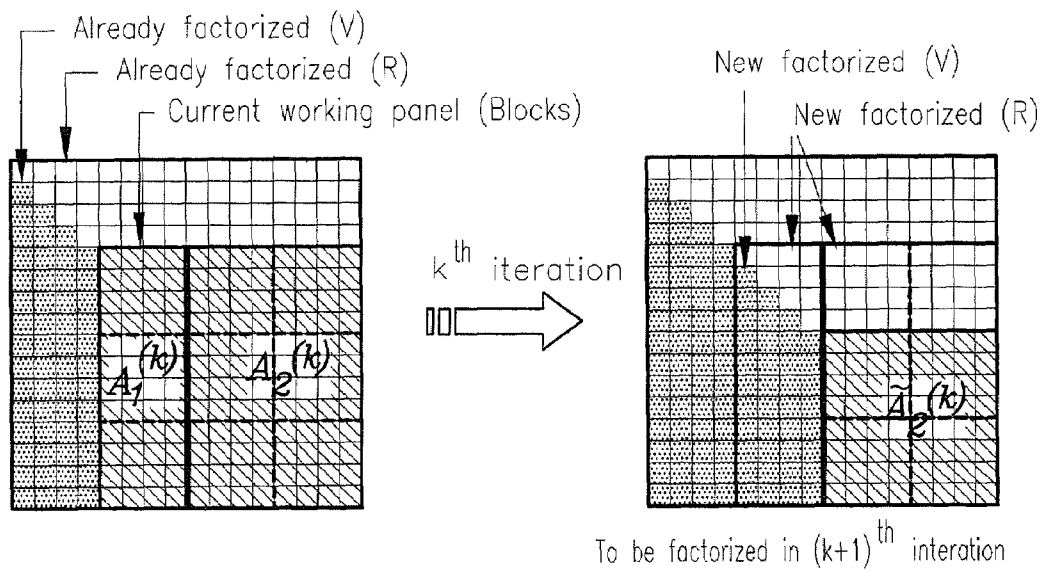 Already factorized (V)
Already factorized (R)
Current working panel (Blocks)
New factorized (V)
New factorized (R)
k^th iteration
A₁^(k)
A₂^(k)
Ã₂^(k)
To be factorized in (k+1)^th interation